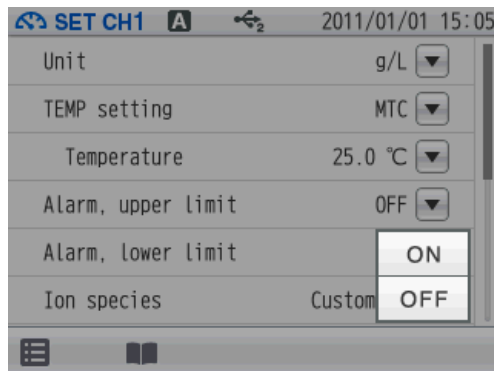 SET CH1 A 2 2011/01/01 15:05
Unit g/L
TEMP setting MTC
Temperature 25.0 ℃
Alarm, upper limit OFF
Alarm, lower limit ON
Ion species Custom OFF